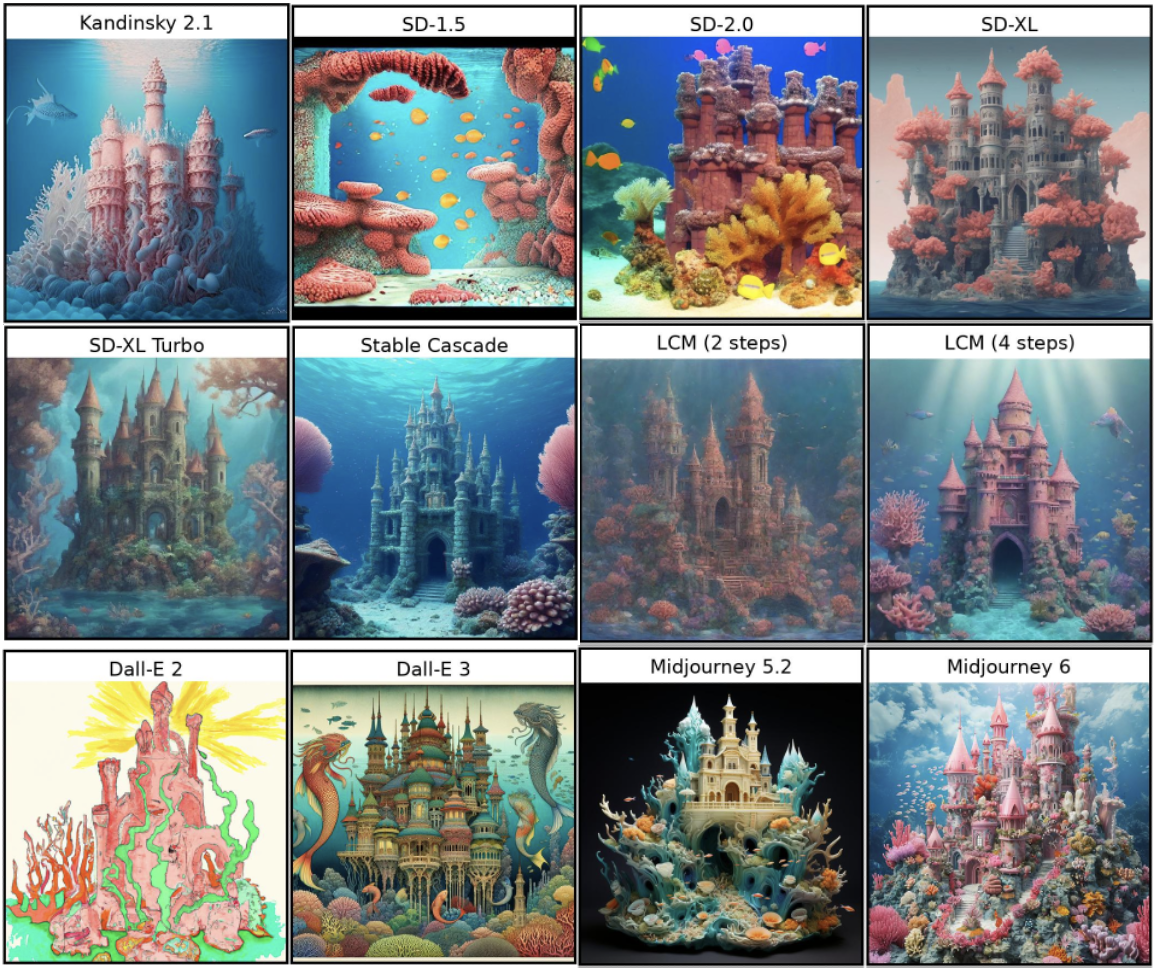 Kandinsky 2.1
SD-1.5
SD-2.0
SD-XL
SD-XL Turbo
Stable Cascade
LCM (2 steps)
LCM (4 steps)
Dall-E 2
Dall-E 3
Midjourney 5.2
Midjourney 6